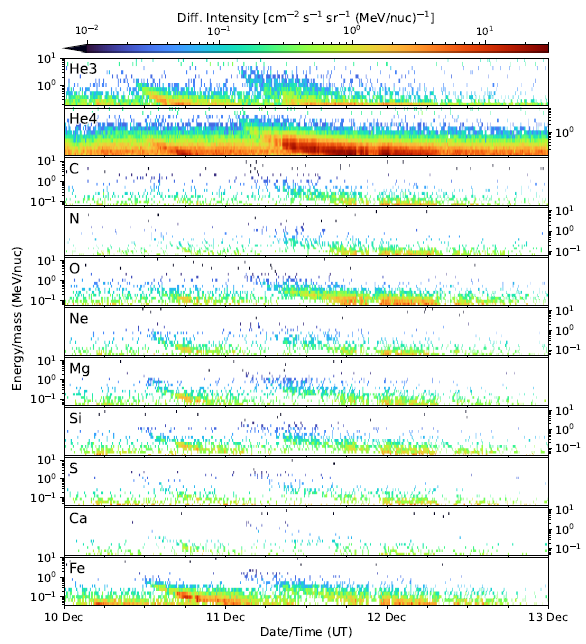 Diff. Intensity [cm⁻² s⁻¹ sr⁻¹ (MeV/nuc)⁻¹]
10⁻² 10⁻¹ 10⁰ 10¹
He3 10¹ 10⁰
He4 10⁰
C 10¹ 10⁰ 10⁻¹
N 10¹ 10⁰ 10⁻¹
O 10¹ 10⁰ 10⁻¹
Ne 10¹ 10⁰ 10⁻¹
Mg 10¹ 10⁰ 10⁻¹
Si 10¹ 10⁰ 10⁻¹
S 10¹ 10⁰ 10⁻¹
Ca 10¹ 10⁰ 10⁻¹
Fe 10¹ 10⁰ 10⁻¹
Energy/mass (MeV/nuc)
10 Dec 11 Dec 12 Dec 13 Dec
Date/Time (UT)